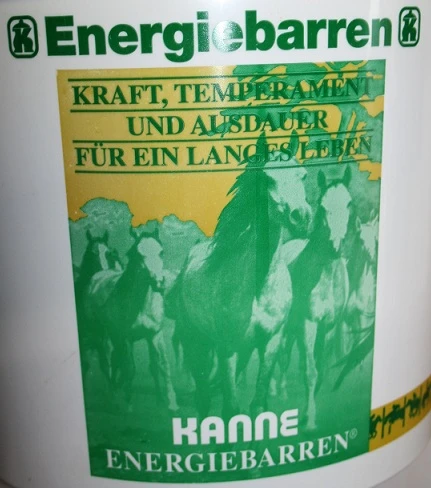 Energiebarren
KRAFT, TEMPERAMENT
UND AUSDAUER
FÜR EIN LANGES LEBEN
KANNE
ENERGIEBARREN®